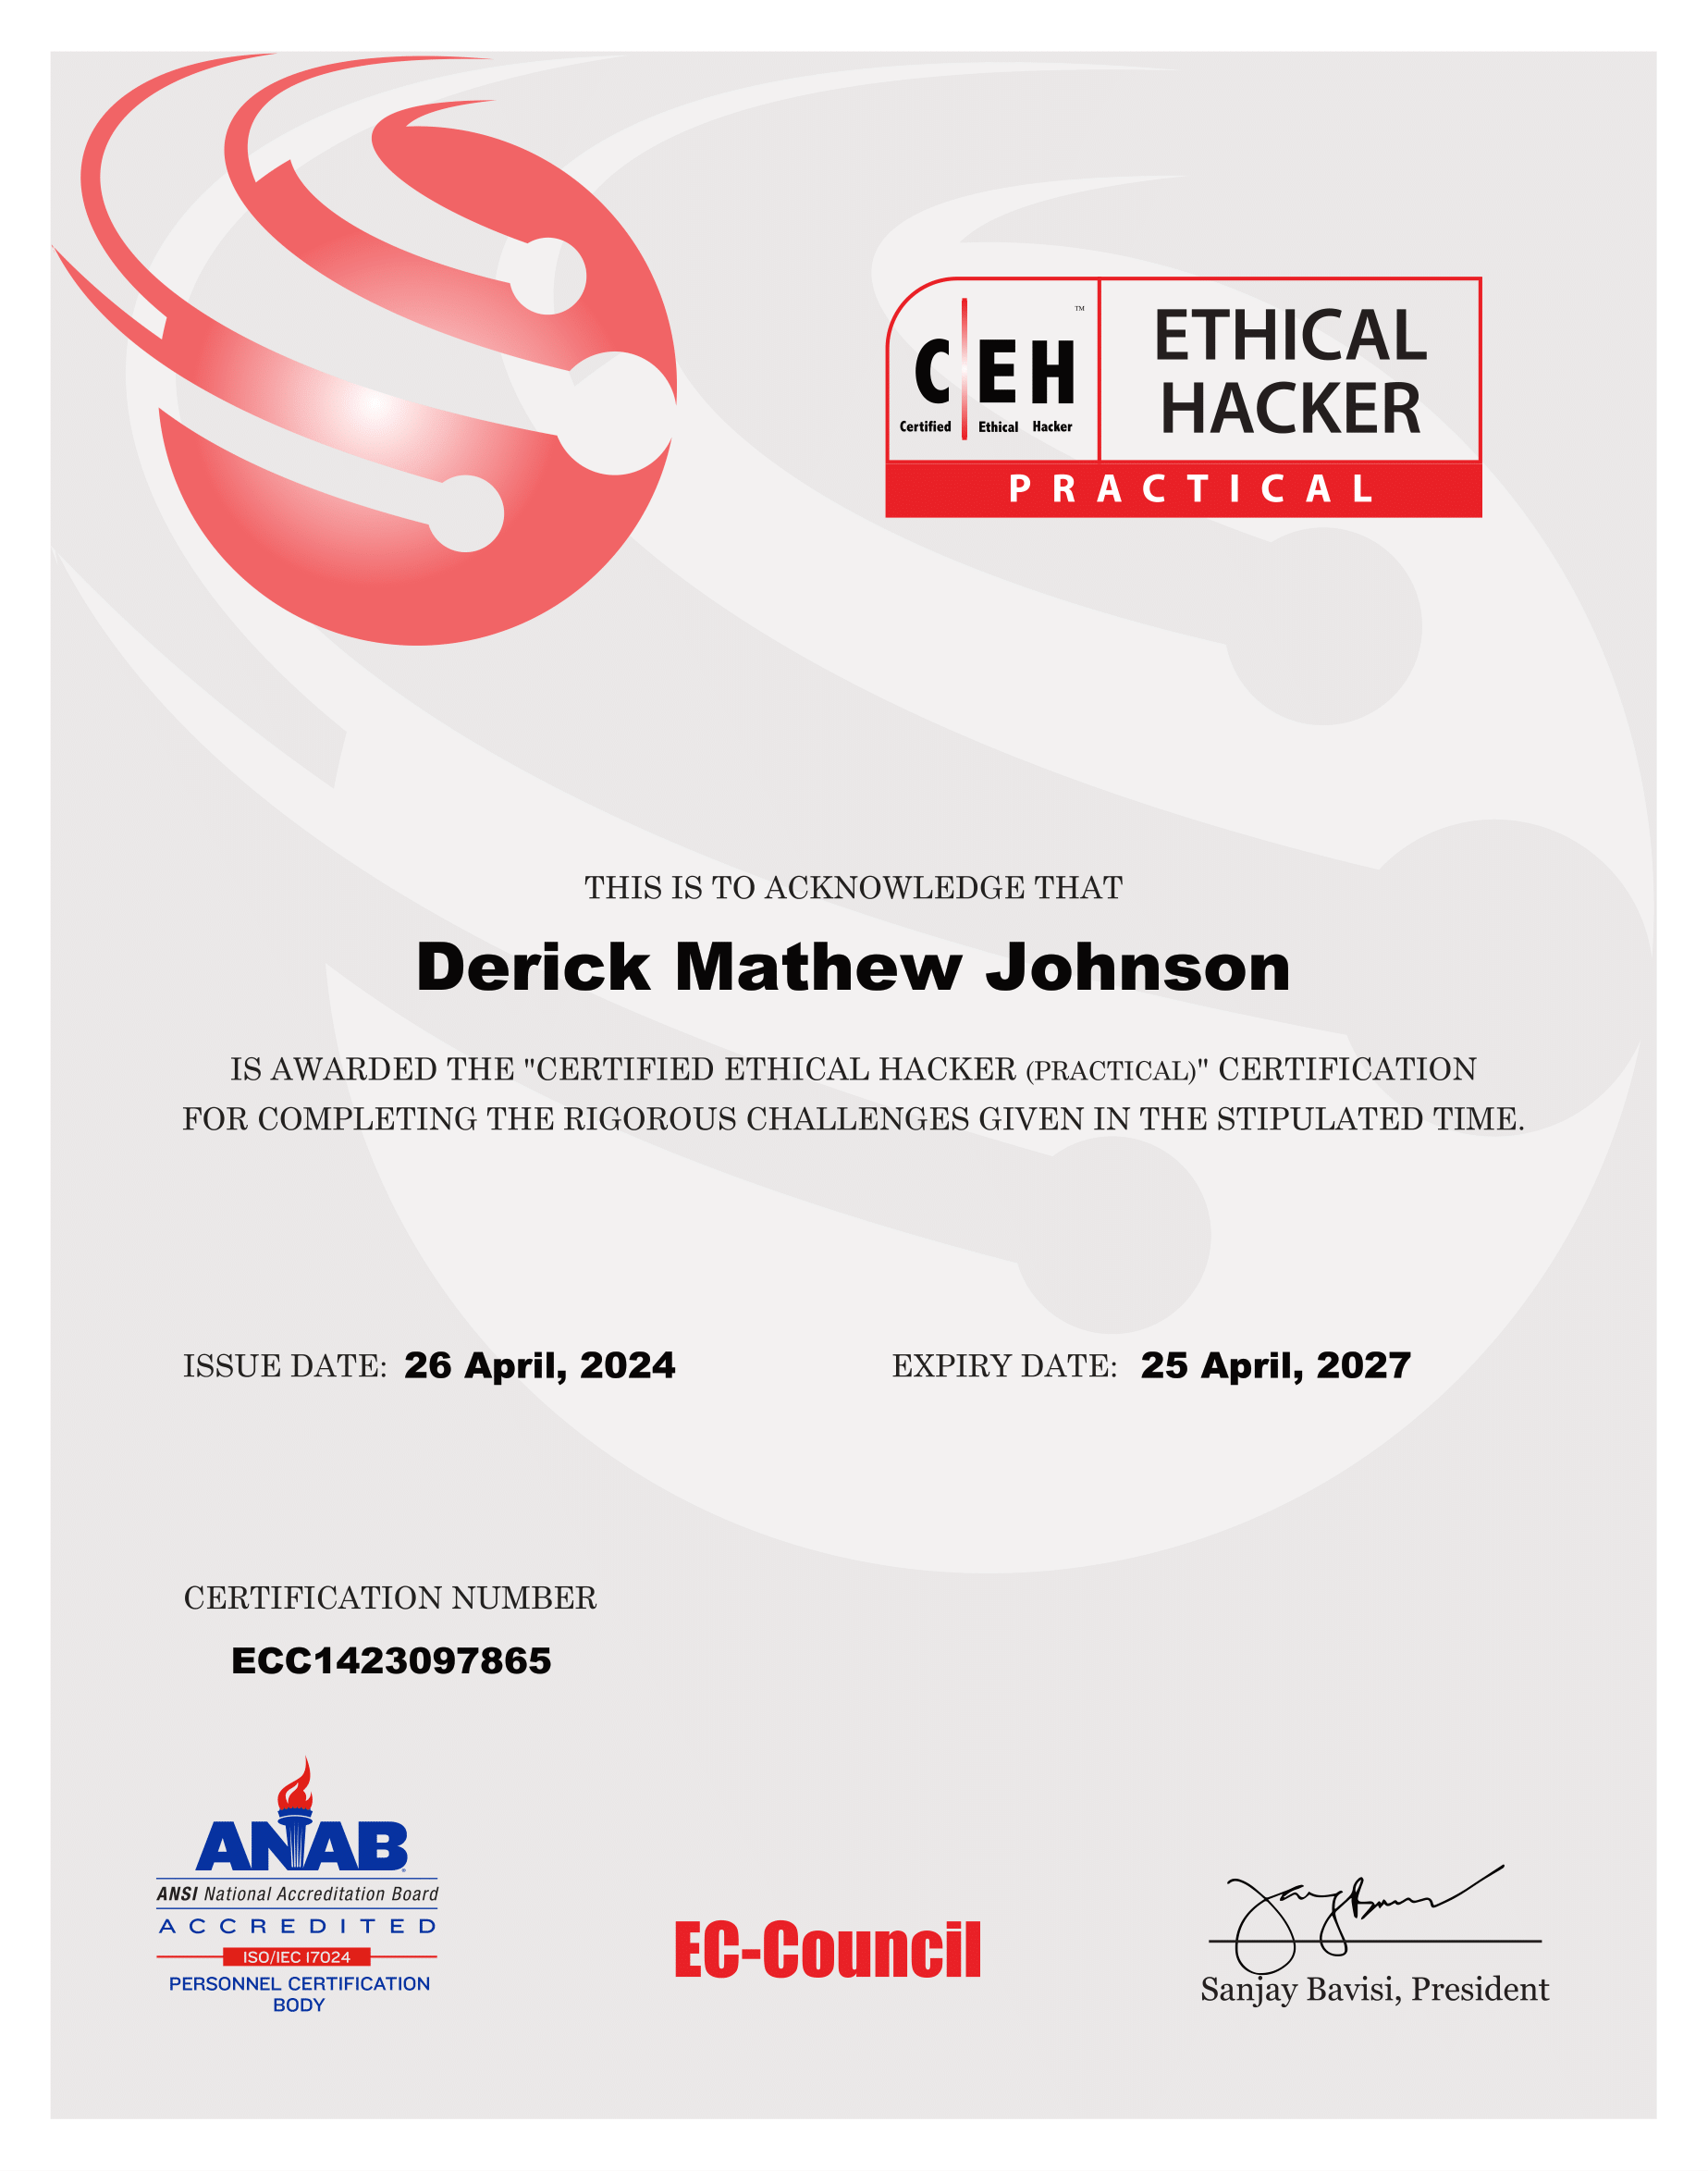 C EH ™
Certified Ethical Hacker
ETHICAL
HACKER
PRACTICAL
THIS IS TO ACKNOWLEDGE THAT
Derick Mathew Johnson
IS AWARDED THE "CERTIFIED ETHICAL HACKER (PRACTICAL)" CERTIFICATION
FOR COMPLETING THE RIGOROUS CHALLENGES GIVEN IN THE STIPULATED TIME.
ISSUE DATE: 26 April, 2024 EXPIRY DATE: 25 April, 2027
CERTIFICATION NUMBER
ECC1423097865
ANAB
ANSI National Accreditation Board
ACCREDITED
ISO/IEC 17024
PERSONNEL CERTIFICATION
BODY
EC-Council
Sanjay Bavisi, President